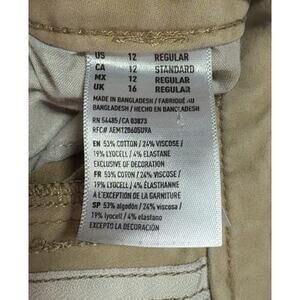 US 12 REGULAR
CA 12 STANDARD
MX 12 REGULAR
UK 16 REGULAR
MADE IN BANGLADESH / FABRIQUÉ AU
BANGLADESH / HECHO EN BANGLADESH
RN 54485/CA 03873
RFC# AEM120605U9A
EN 53% COTTON / 24% VISCOSE /
19% LYOCELL / 4% ELASTANE
EXCLUSIVE OF DECORATION
FR 53% COTON / 24% VISCOSE /
19% LYOCELL / 4% ÉLASTHANNE
À L'EXCEPTION DE LA GARNITURE
SP 53% algodón / 24% viscosa /
19% lyocell / 4% elastano
EXCEPTO LA DECORACIÓN